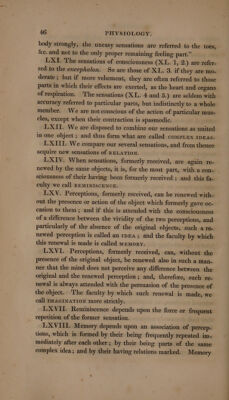 46 PHYSIOLOGY.
body strongly, the uneasy sensations are referred to the toes,
&c. and not to the only proper remaining feeling part.”
LXI. The sensations of consciousness (XL. 1, 2.) are refer-
red to the encephalon. So are those of XL. 3. if they are mo-
derate; but if more vehement, they are often referred to those
parts in which their effects are exerted, as the heart and organs
of respiration. The sensations (XL. 4 and 5.) are seldom with
accuracy referred to particular parts, but indistinctly to a whole
member. We are not conscious of the action of particular mus-
cles, except when their contraction is spasmodic.
LXII. We are disposed to combine our sensations as united
in one object; and thus form what are called COMPLEX IDEAS.
LXIII. We compare our several sensations, and from thence
acquire new sensations of RELATION.
LXIV. When sensations, formerly received, are again re-
newed by the same objects, it is, for the most part, with a con-
sciousness of their having been formerly received; and this fa-
culty we call REMINISCENCE.
LXV. Perceptions, formerly received, can be renewed with-
out the presence or action of the object which formerly gave oc-
casion to them; and if this is attended with the consciousness
of a difference between the vividity of the two perceptions, and
particularly of the absence of the original objects, such a re-
newed perception is called an IDEA; and the faculty by which
this renewal is made is called MEMORY.
LXVI. Perceptions, formerly received, can, without the
presence of the original object, be renewed also in such a man-
ner that the mind does not perceive any difference between the
original and the renewed perception; and, therefore, such re-
newal is always attended with the persuasion of the presence of
the object. The faculty by which such renewal is made, we
call IMAGINATION more strictly.
LXVII. Reminiscence depends upon the force or frequent
repetition of the former sensation.
LXVIII. Memory depends upon an association of percep-
tions, which is formed by their being frequently repeated im-
mediately after each other; by their being parts of the same
complex idea; and by their having relations marked. Memory